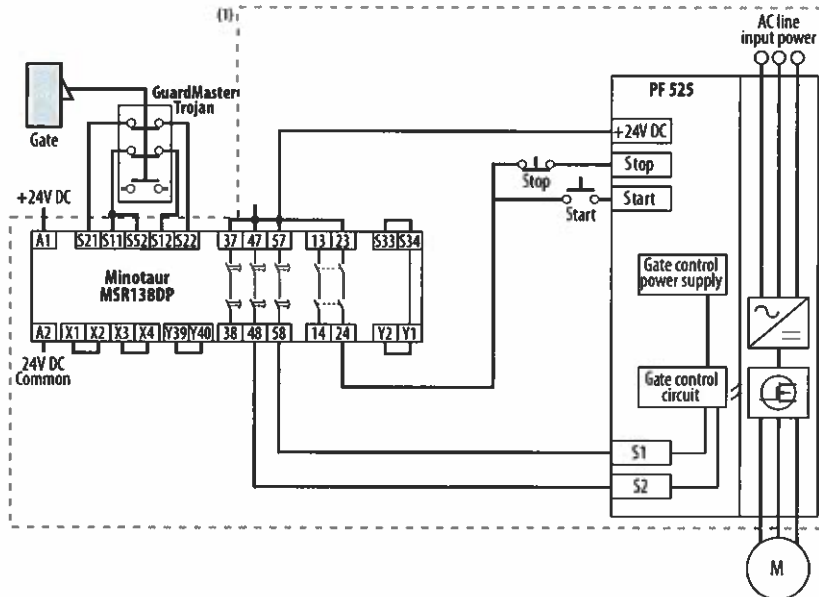 (1)
AC line
input power
GuardMaster
Trojan
PF 525
Gate
+24V DC
Stop
Stop
Start
Start
+24V DC
A1 S21 S11 S52 S12 S22 37 47 57 13 23 S33 S34
Minotaur
MSR138DP
Gate control
power supply
A2 X1 X2 X3 X4 Y39 Y40 38 48 58 14 24 Y2 Y1
24V DC
Common
Gate control
circuit
S1
S2
M